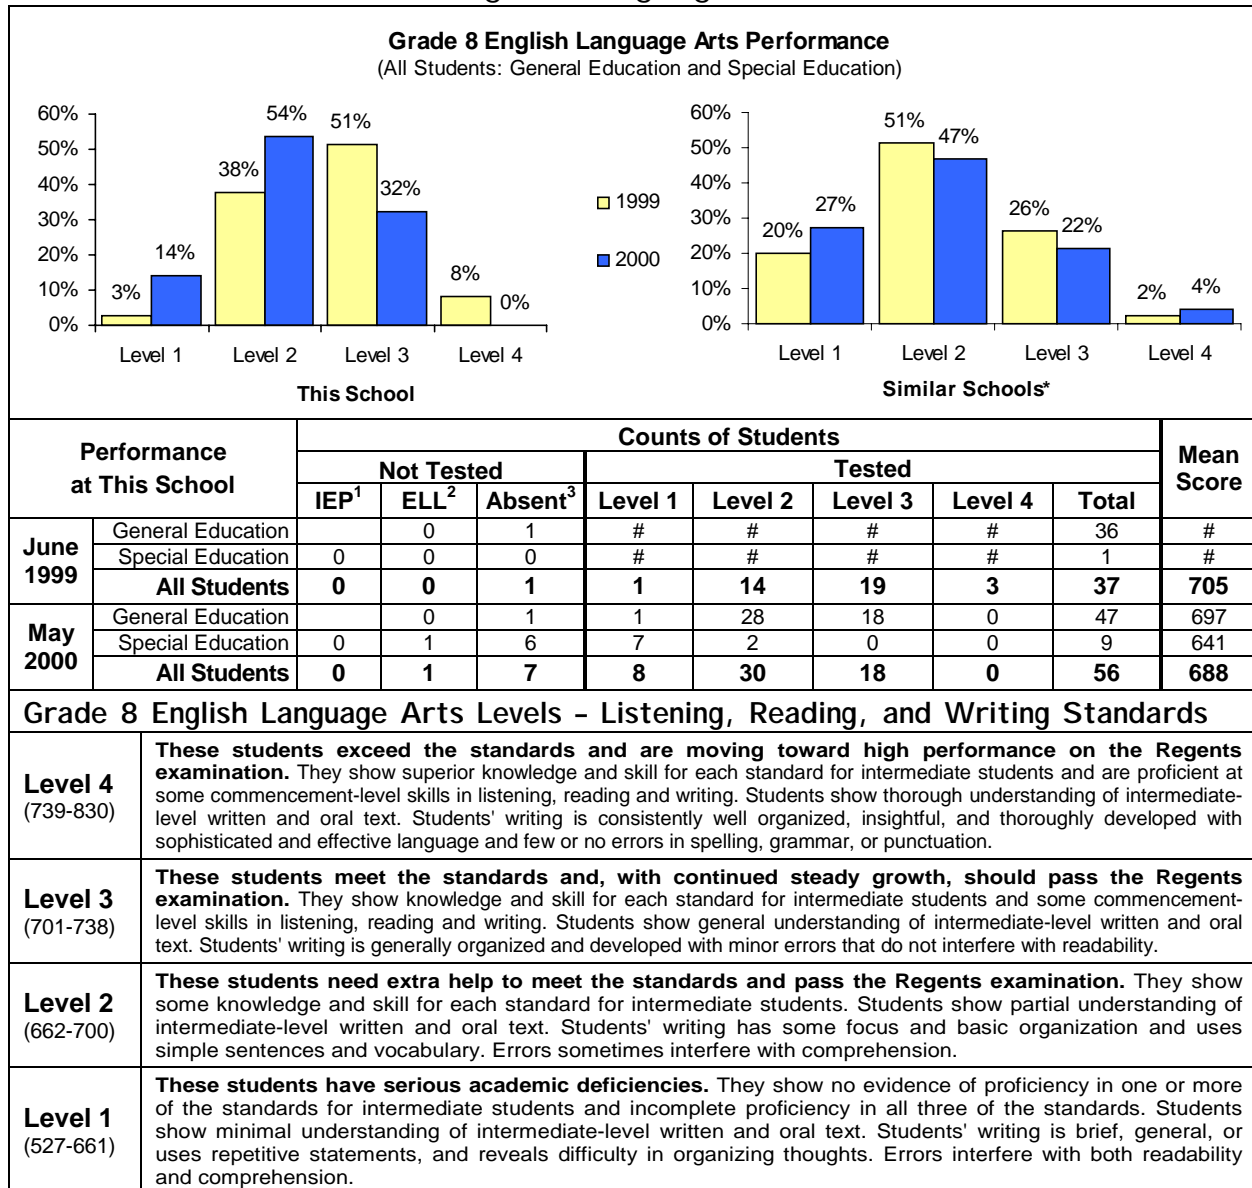 Grade 8 English Language Arts Performance
(All Students: General Education and Special Education)
60%
50%
40%
30%
20%
10%
0%
3%
14%
38%
54%
51%
32%
8%
0%
Level 1 Level 2 Level 3 Level 4
This School
1999
2000
60%
50%
40%
30%
20%
10%
0%
20%
27%
51%
47%
26%
22%
2%
4%
Level 1 Level 2 Level 3 Level 4
Similar Schools*
Performance
at This School
Counts of Students
Mean
Score
Not Tested Tested
IEP1 ELL2 Absent3 Level 1 Level 2 Level 3 Level 4 Total
June
1999
General Education 0 1 # # # # 36 #
Special Education 0 0 0 # # # # 1 #
All Students 0 0 1 1 14 19 3 37 705
May
2000
General Education 0 1 1 28 18 0 47 697
Special Education 0 1 6 7 2 0 0 9 641
All Students 0 1 7 8 30 18 0 56 688
Grade 8 English Language Arts Levels – Listening, Reading, and Writing Standards
Level 4
(739-830)
These students exceed the standards and are moving toward high performance on the Regents
examination. They show superior knowledge and skill for each standard for intermediate students and are proficient at
some commencement-level skills in listening, reading and writing. Students show thorough understanding of intermediate-
level written and oral text. Students' writing is consistently well organized, insightful, and thoroughly developed with
sophisticated and effective language and few or no errors in spelling, grammar, or punctuation.
Level 3
(701-738)
These students meet the standards and, with continued steady growth, should pass the Regents
examination. They show knowledge and skill for each standard for intermediate students and some commencement-
level skills in listening, reading and writing. Students show general understanding of intermediate-level written and oral
text. Students' writing is generally organized and developed with minor errors that do not interfere with readability.
Level 2
(662-700)
These students need extra help to meet the standards and pass the Regents examination. They show
some knowledge and skill for each standard for intermediate students. Students show partial understanding of
intermediate-level written and oral text. Students' writing has some focus and basic organization and uses
simple sentences and vocabulary. Errors sometimes interfere with comprehension.
Level 1
(527-661)
These students have serious academic deficiencies. They show no evidence of proficiency in one or more
of the standards for intermediate students and incomplete proficiency in all three of the standards. Students
show minimal understanding of intermediate-level written and oral text. Students' writing is brief, general, or
uses repetitive statements, and reveals difficulty in organizing thoughts. Errors interfere with both readability
and comprehension.